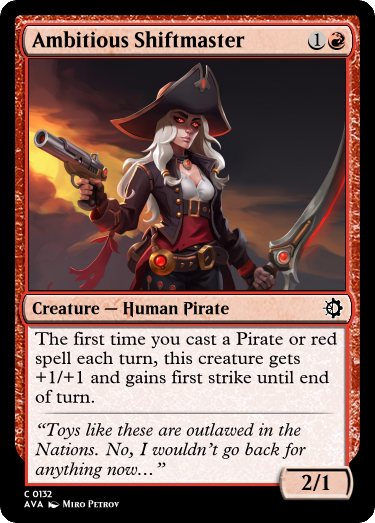 Ambitious Shiftmaster 1
Creature — Human Pirate
The first time you cast a Pirate or red
spell each turn, this creature gets
+1/+1 and gains first strike until end
of turn.
“Toys like these are outlawed in the
Nations. No, I wouldn’t go back for
anything now…”
2/1
C 0132
AVA Miro Petrov